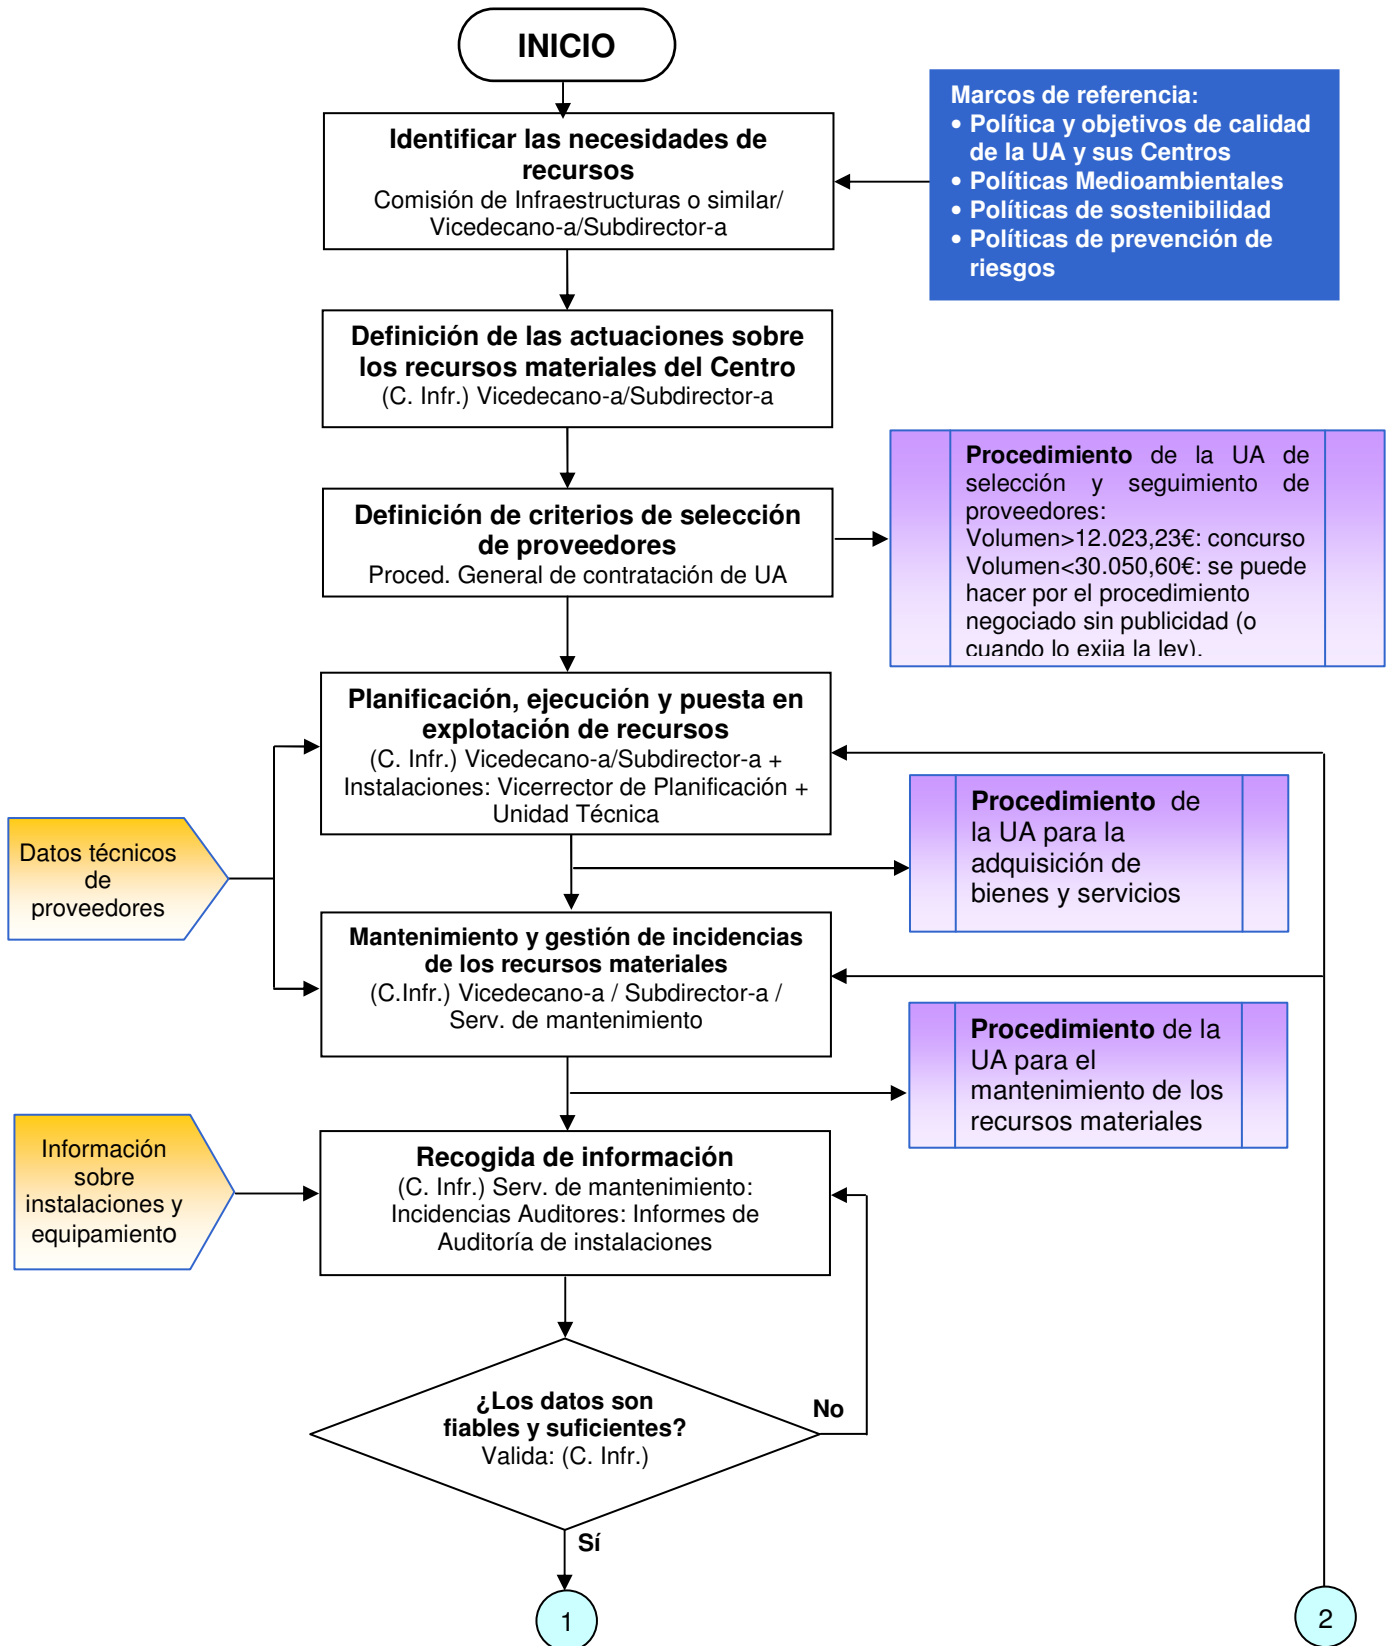 INICIO
Marcos de referencia:
• Política y objetivos de calidad
de la UA y sus Centros
• Políticas Medioambientales
• Políticas de sostenibilidad
• Políticas de prevención de
riesgos
Identificar las necesidades de
recursos
Comisión de Infraestructuras o similar/
Vicedecano-a/Subdirector-a
Definición de las actuaciones sobre
los recursos materiales del Centro
(C. Infr.) Vicedecano-a/Subdirector-a
Definición de criterios de selección
de proveedores
Proced. General de contratación de UA
Procedimiento de la UA de
selección y seguimiento de
proveedores:
Volumen>12.023,23€: concurso
Volumen<30.050,60€: se puede
hacer por el procedimiento
negociado sin publicidad (o
cuando lo exija la ley).
Planificación, ejecución y puesta en
explotación de recursos
(C. Infr.) Vicedecano-a/Subdirector-a +
Instalaciones: Vicerrector de Planificación +
Unidad Técnica
Procedimiento de
la UA para la
adquisición de
bienes y servicios
Datos técnicos
de
proveedores
Mantenimiento y gestión de incidencias
de los recursos materiales
(C.Infr.) Vicedecano-a / Subdirector-a /
Serv. de mantenimiento
Procedimiento de la
UA para el
mantenimiento de los
recursos materiales
Información
sobre
instalaciones y
equipamiento
Recogida de información
(C. Infr.) Serv. de mantenimiento:
Incidencias Auditores: Informes de
Auditoría de instalaciones
¿Los datos son
fiables y suficientes?
Valida: (C. Infr.)
No
Sí
1
2